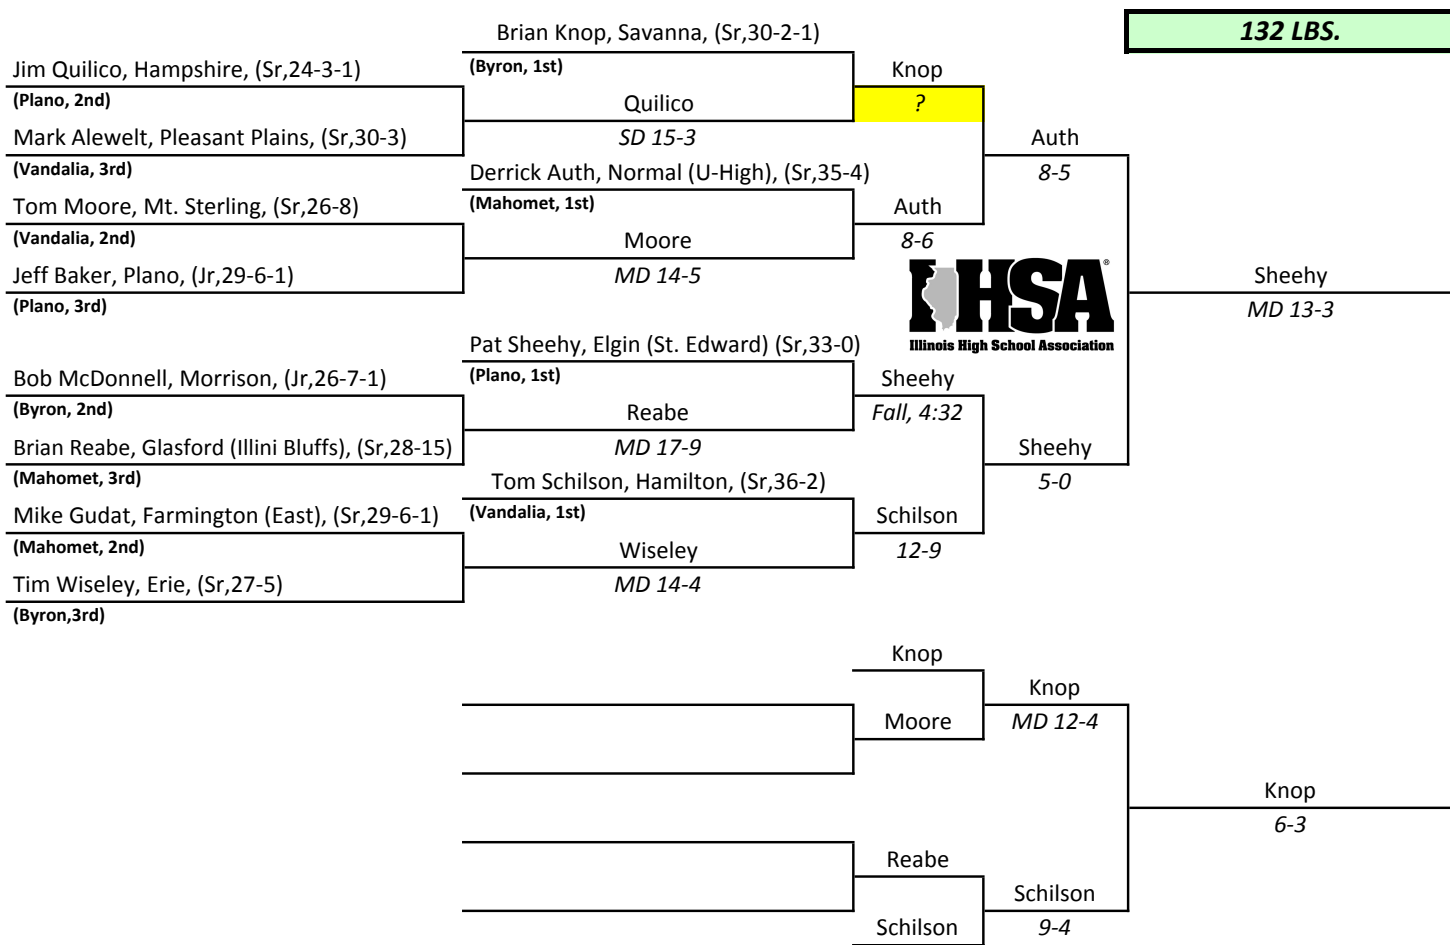 132 LBS.
Brian Knop, Savanna, (Sr,30-2-1)
(Byron, 1st)
Jim Quilico, Hampshire, (Sr,24-3-1)
(Plano, 2nd)
Quilico
SD 15-3
Mark Alewelt, Pleasant Plains, (Sr,30-3)
(Vandalia, 3rd)
Knop
?
Auth
8-5
Derrick Auth, Normal (U-High), (Sr,35-4)
(Mahomet, 1st)
Tom Moore, Mt. Sterling, (Sr,26-8)
(Vandalia, 2nd)
Moore
MD 14-5
Jeff Baker, Plano, (Jr,29-6-1)
(Plano, 3rd)
Auth
8-6
IHSA®
Illinois High School Association
Sheehy
MD 13-3
Pat Sheehy, Elgin (St. Edward) (Sr,33-0)
(Plano, 1st)
Bob McDonnell, Morrison, (Jr,26-7-1)
(Byron, 2nd)
Reabe
MD 17-9
Brian Reabe, Glasford (Illini Bluffs), (Sr,28-15)
(Mahomet, 3rd)
Sheehy
Fall, 4:32
Sheehy
5-0
Tom Schilson, Hamilton, (Sr,36-2)
(Vandalia, 1st)
Mike Gudat, Farmington (East), (Sr,29-6-1)
(Mahomet, 2nd)
Wiseley
MD 14-4
Tim Wiseley, Erie, (Sr,27-5)
(Byron,3rd)
Schilson
12-9
Knop
Moore
Knop
MD 12-4
Knop
6-3
Reabe
Schilson
Schilson
9-4